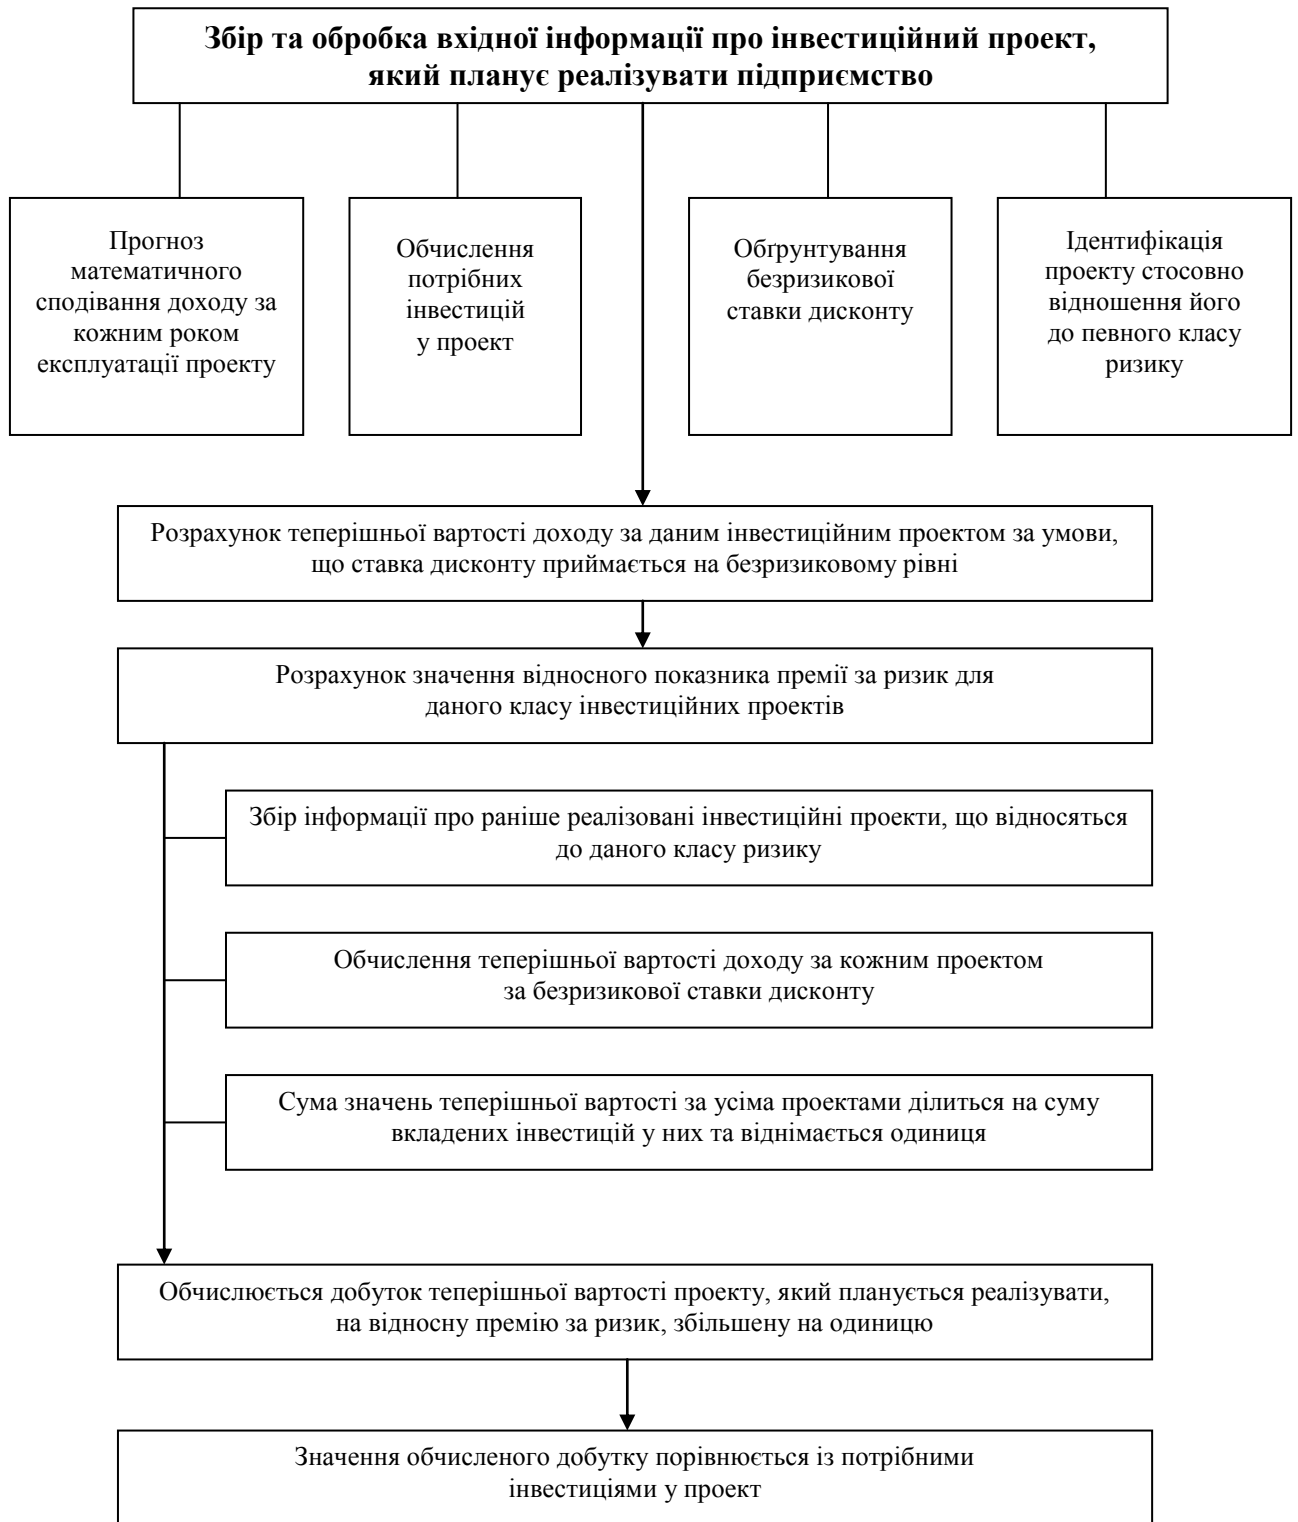 Збір та обробка вхідної інформації про інвестиційний проект,
який планує реалізувати підприємство
Прогноз
математичного
сподівання доходу за
кожним роком
експлуатації проекту
Обчислення
потрібних
інвестицій
у проект
Обґрунтування
безризикової
ставки дисконту
Ідентифікація
проекту стосовно
відношення його
до певного класу
ризику
Розрахунок теперішньої вартості доходу за даним інвестиційним проектом за умови,
що ставка дисконту приймається на безризиковому рівні
Розрахунок значення відносного показника премії за ризик для
даного класу інвестиційних проектів
Збір інформації про раніше реалізовані інвестиційні проекти, що відносяться
до даного класу ризику
Обчислення теперішньої вартості доходу за кожним проектом
за безризикової ставки дисконту
Сума значень теперішньої вартості за усіма проектами ділиться на суму
вкладених інвестицій у них та віднімається одиниця
Обчислюється добуток теперішньої вартості проекту, який планується реалізувати,
на відносну премію за ризик, збільшену на одиницю
Значення обчисленого добутку порівнюється із потрібними
інвестиціями у проект